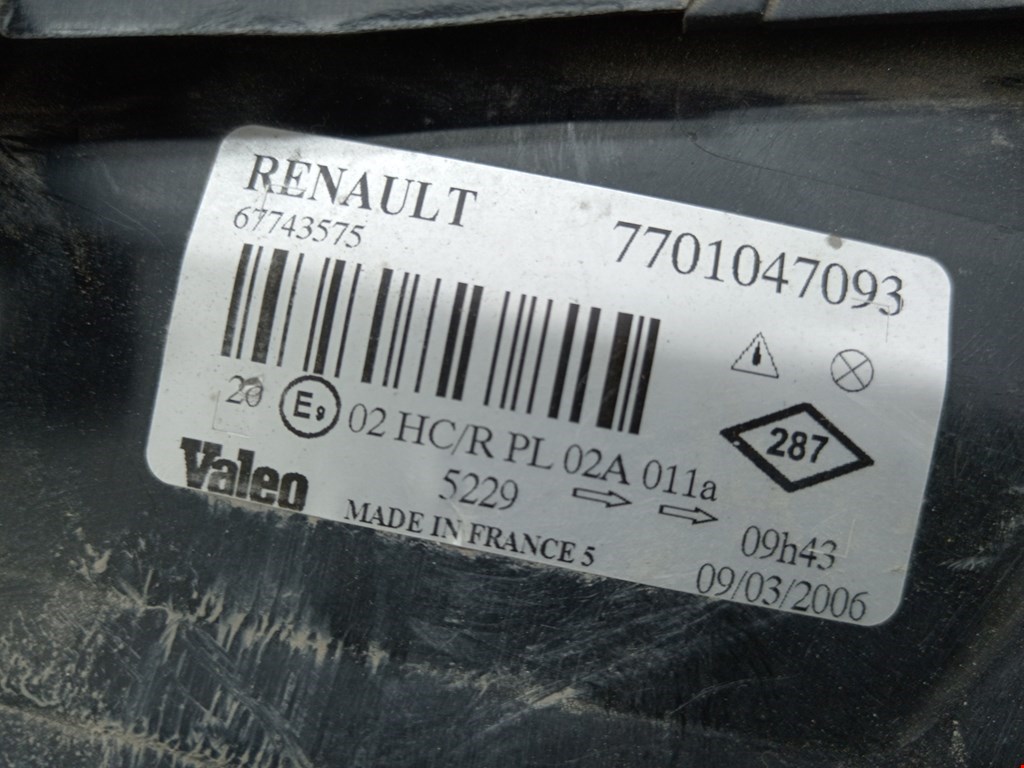 RENAULT
7701047093
67743575
20 E9 02 HC/R PL 02A 011a
287
5229
Valeo
MADE IN FRANCE 5
09h43
09/03/2006